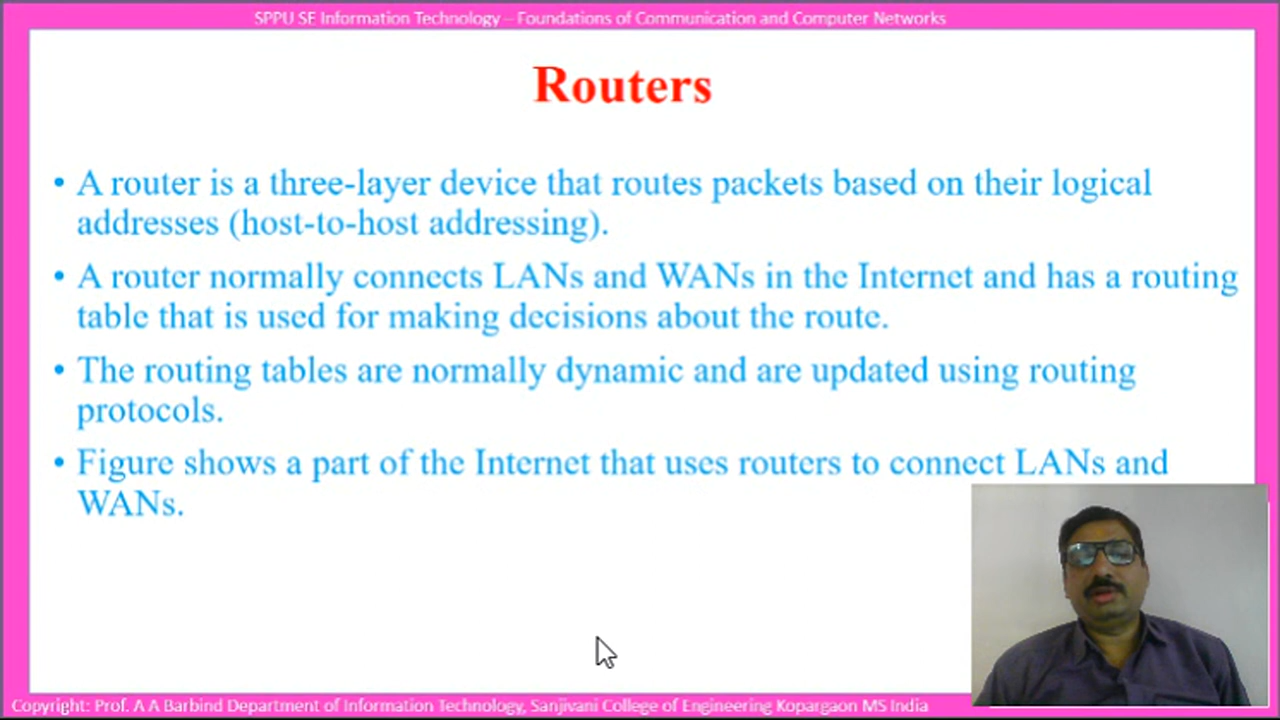 SPPU SE Information Technology – Foundations of Communication and Computer Networks
Routers
• A router is a three-layer device that routes packets based on their logical
addresses (host-to-host addressing).
• A router normally connects LANs and WANs in the Internet and has a routing
table that is used for making decisions about the route.
• The routing tables are normally dynamic and are updated using routing
protocols.
• Figure shows a part of the Internet that uses routers to connect LANs and
WANs.
Copyright: Prof. A A Barbind Department of Information Technology, Sanjivani College of Engineering Kopargaon MS India